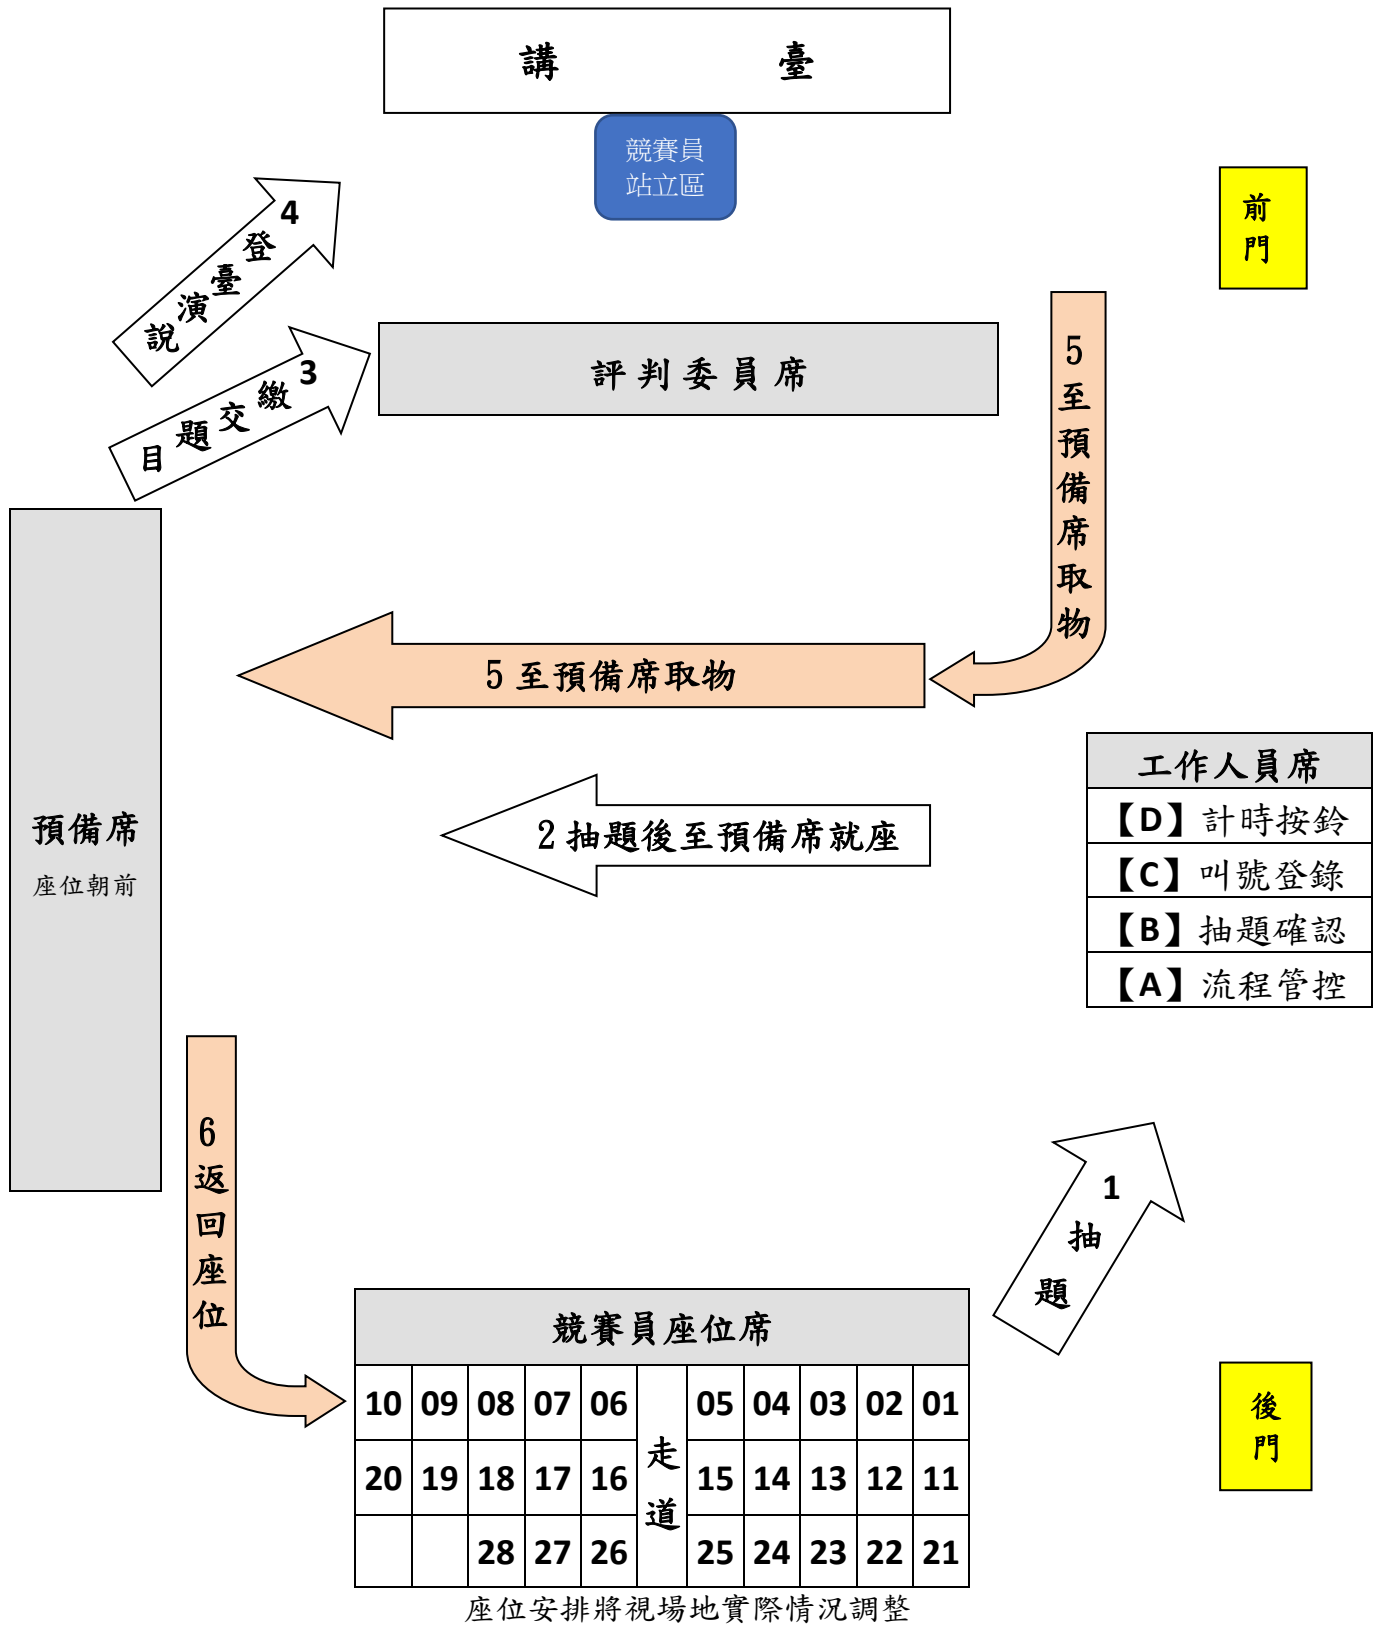 講 臺
競賽員
站立區
前門
4登臺演說
3繳交題目
評判委員席
5至預備席取物
5至預備席取物
2抽題後至預備席就座
預備席
座位朝前
工作人員席
【D】計時按鈴
【C】叫號登錄
【B】抽題確認
【A】流程管控
6返回座位
1抽題
後門
競賽員座位席
10 09 08 07 06 走道 05 04 03 02 01
20 19 18 17 16 15 14 13 12 11
28 27 26 25 24 23 22 21
座位安排將視場地實際情況調整